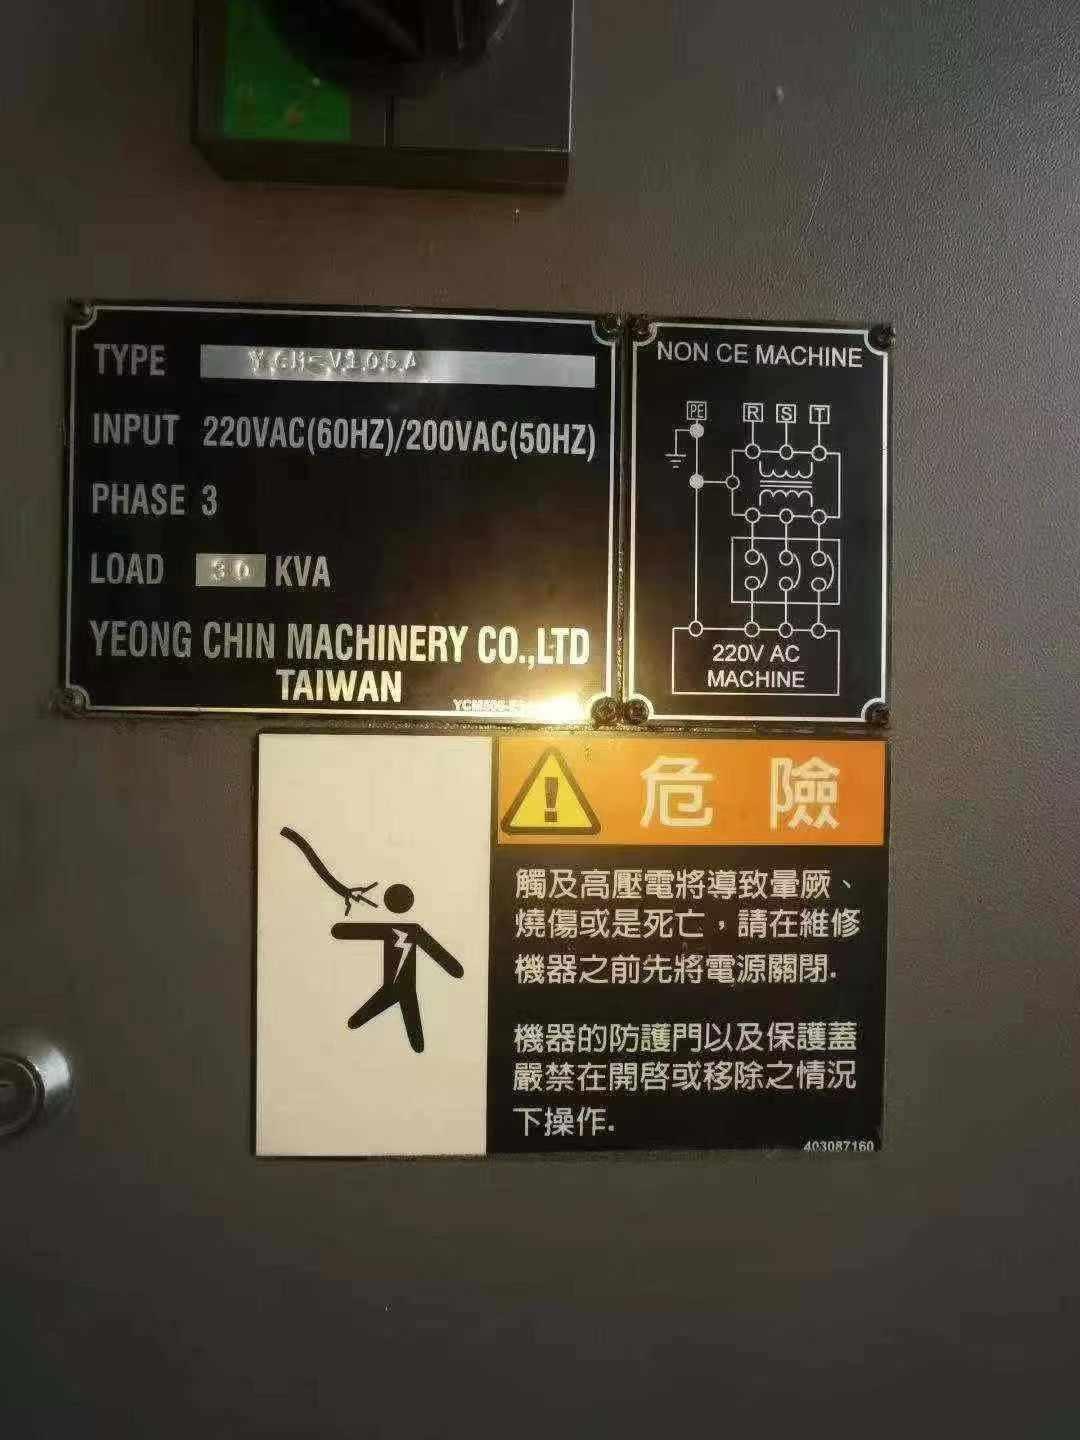 TYPE YCM-V106A
INPUT 220VAC(60HZ)/200VAC(50HZ)
PHASE 3
LOAD 30 KVA
YEONG CHIN MACHINERY CO.,LTD
TAIWAN
NON CE MACHINE
PE R S T
220V AC
MACHINE
危險
觸及高壓電將導致暈厥、
燒傷或是死亡，請在維修
機器之前先將電源關閉.
機器的防護門以及保護蓋
嚴禁在開啓或移除之情況
下操作.
403087160